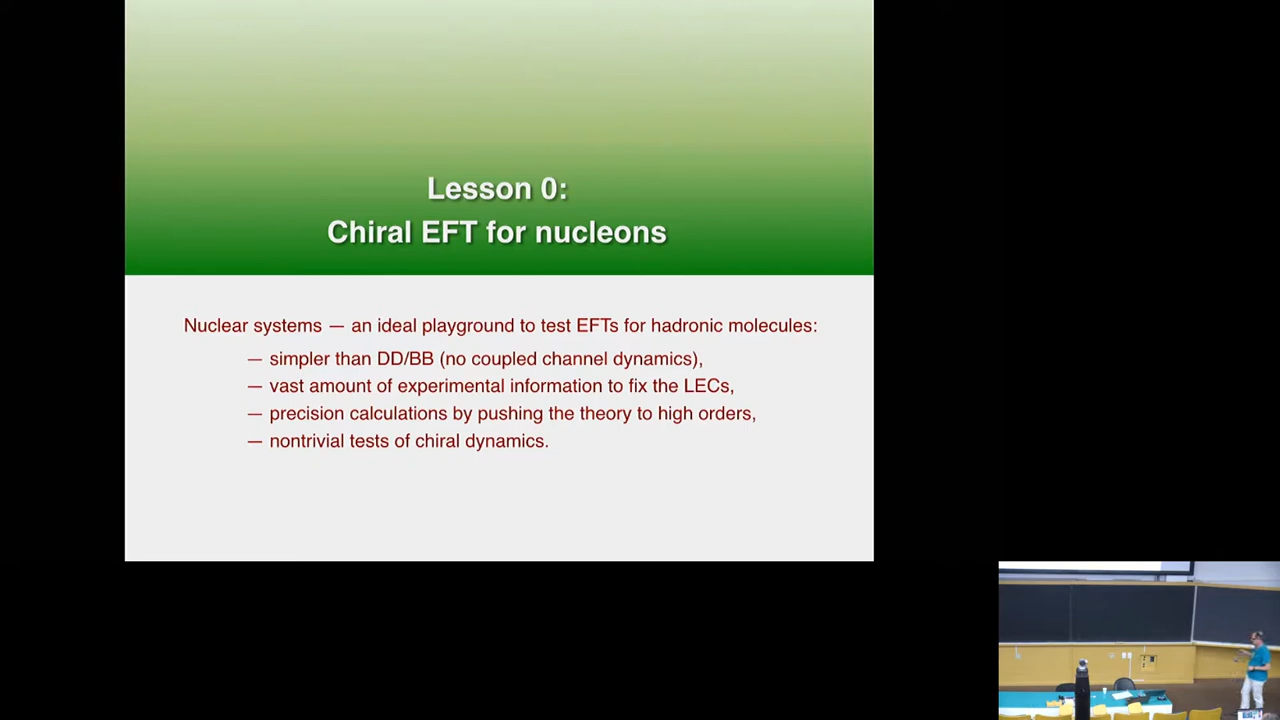 Lesson 0:
Chiral EFT for nucleons
Nuclear systems — an ideal playground to test EFTs for hadronic molecules:
— simpler than DD/BB (no coupled channel dynamics),
— vast amount of experimental information to fix the LECs,
— precision calculations by pushing the theory to high orders,
— nontrivial tests of chiral dynamics.